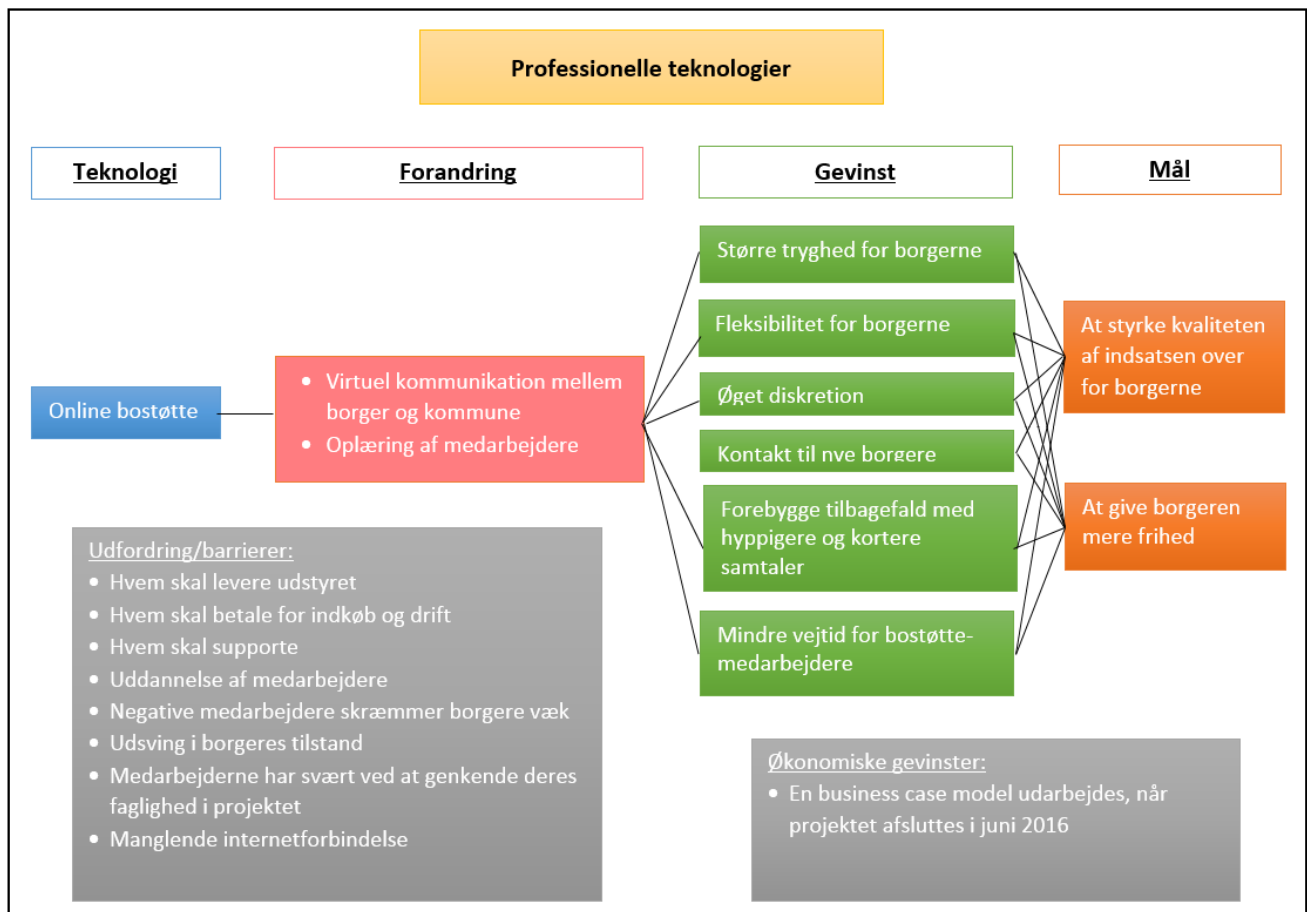 Professionelle teknologier
Teknologi
Forandring
Gevinst
Mål
Online bostøtte
• Virtuel kommunikation mellem
borger og kommune
• Oplæring af medarbejdere
Større tryghed for borgerne
Fleksibilitet for borgerne
Øget diskretion
Kontakt til nye borgere
Forebygge tilbagefald med
hyppigere og kortere
samtaler
Mindre vejtid for bostøtte-
medarbejdere
At styrke kvaliteten
af indsatsen over
for borgerne
At give borgeren
mere frihed
Udfordring/barrierer:
• Hvem skal levere udstyret
• Hvem skal betale for indkøb og drift
• Hvem skal supporte
• Uddannelse af medarbejdere
• Negative medarbejdere skræmmer borgere væk
• Udsving i borgeres tilstand
• Medarbejderne har svært ved at genkende deres
faglighed i projektet
• Manglende internetforbindelse
Økonomiske gevinster:
• En business case model udarbejdes, når
projektet afsluttes i juni 2016